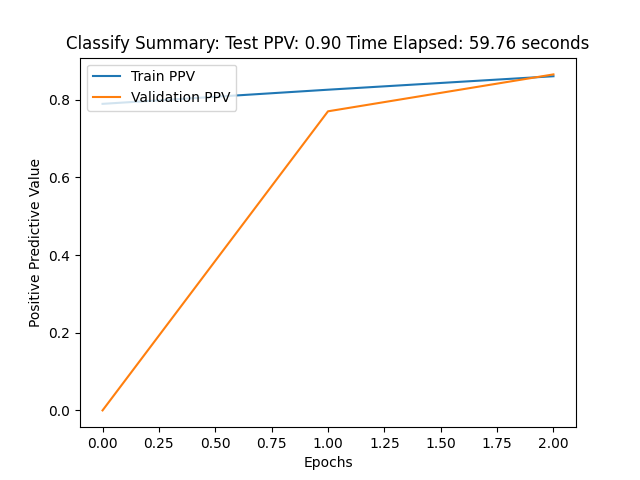 Classify Summary: Test PPV: 0.90 Time Elapsed: 59.76 seconds
Train PPV
Validation PPV
Positive Predictive Value
0.8
0.6
0.4
0.2
0.0
0.00 0.25 0.50 0.75 1.00 1.25 1.50 1.75 2.00
Epochs